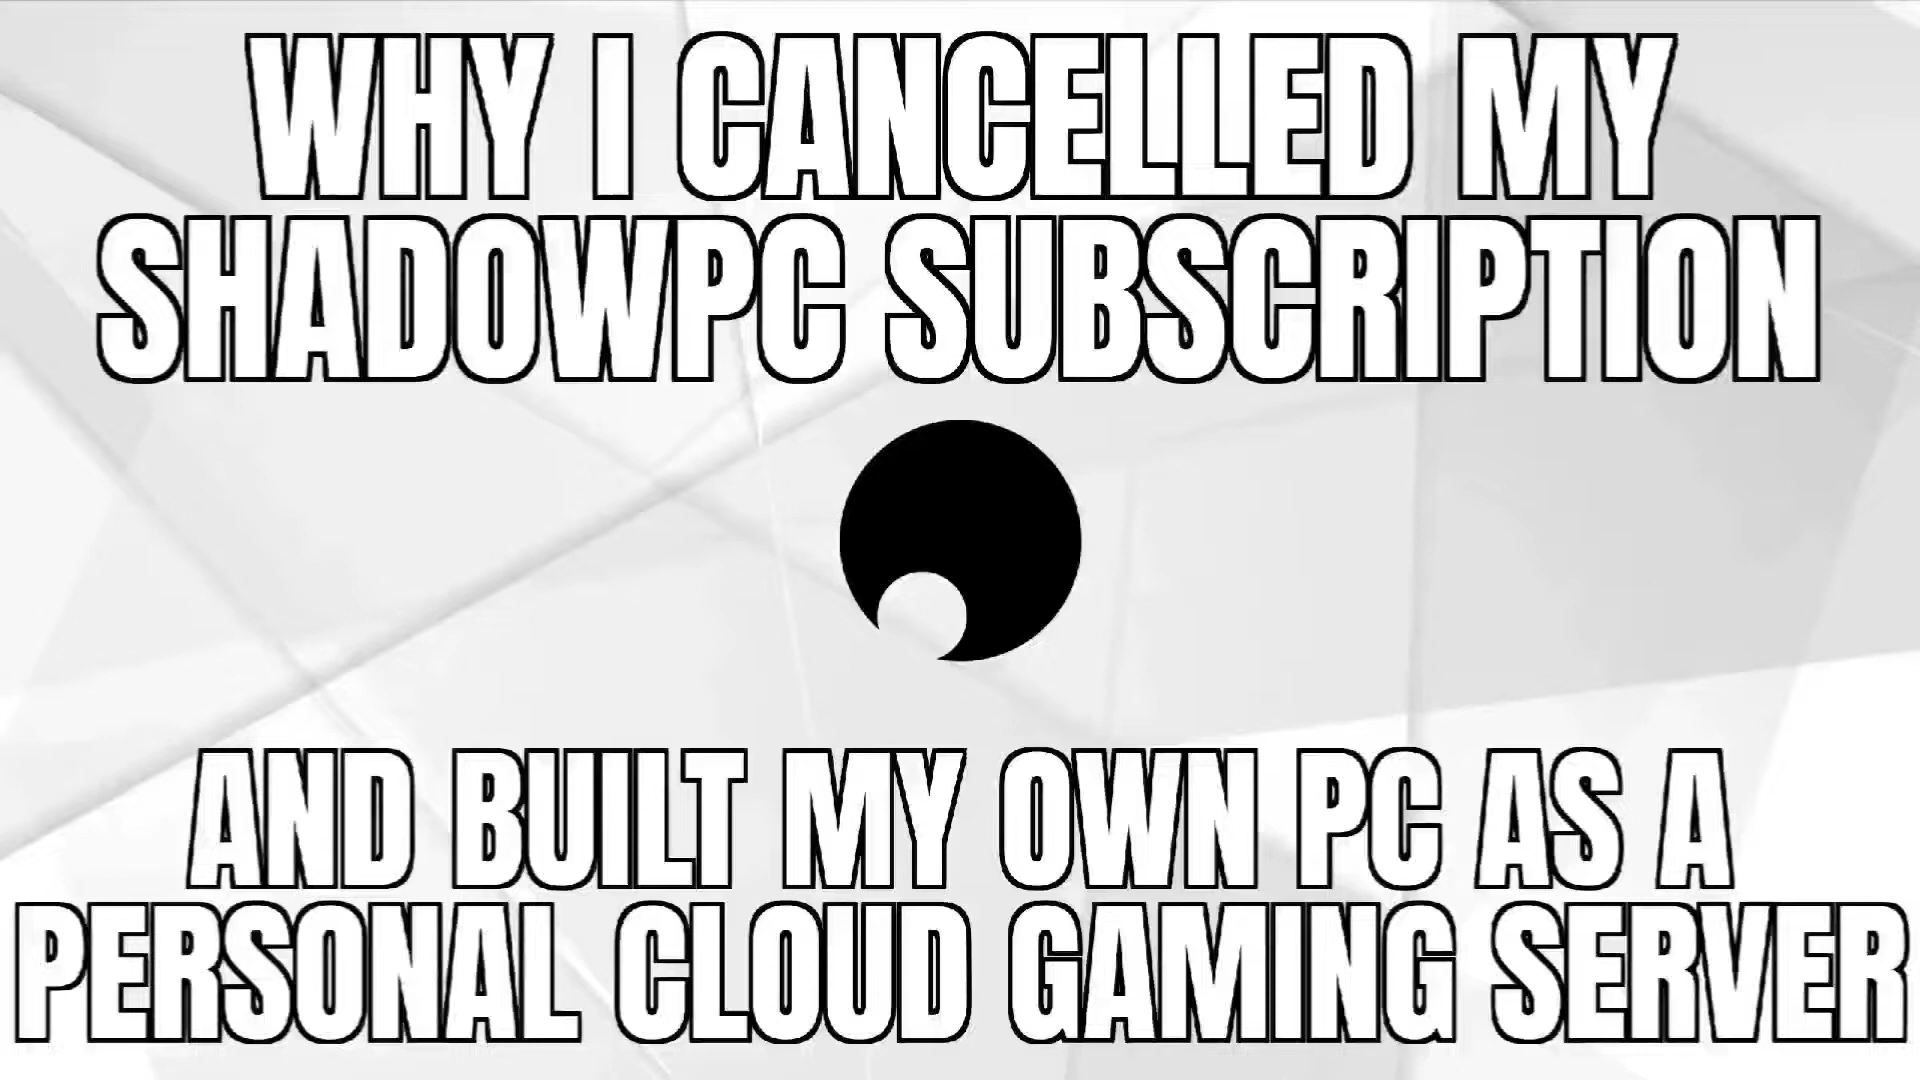 WHY I CANCELLED MY
SHADOWPC SUBSCRIPTION
AND BUILT MY OWN PC AS A
PERSONAL CLOUD GAMING SERVER